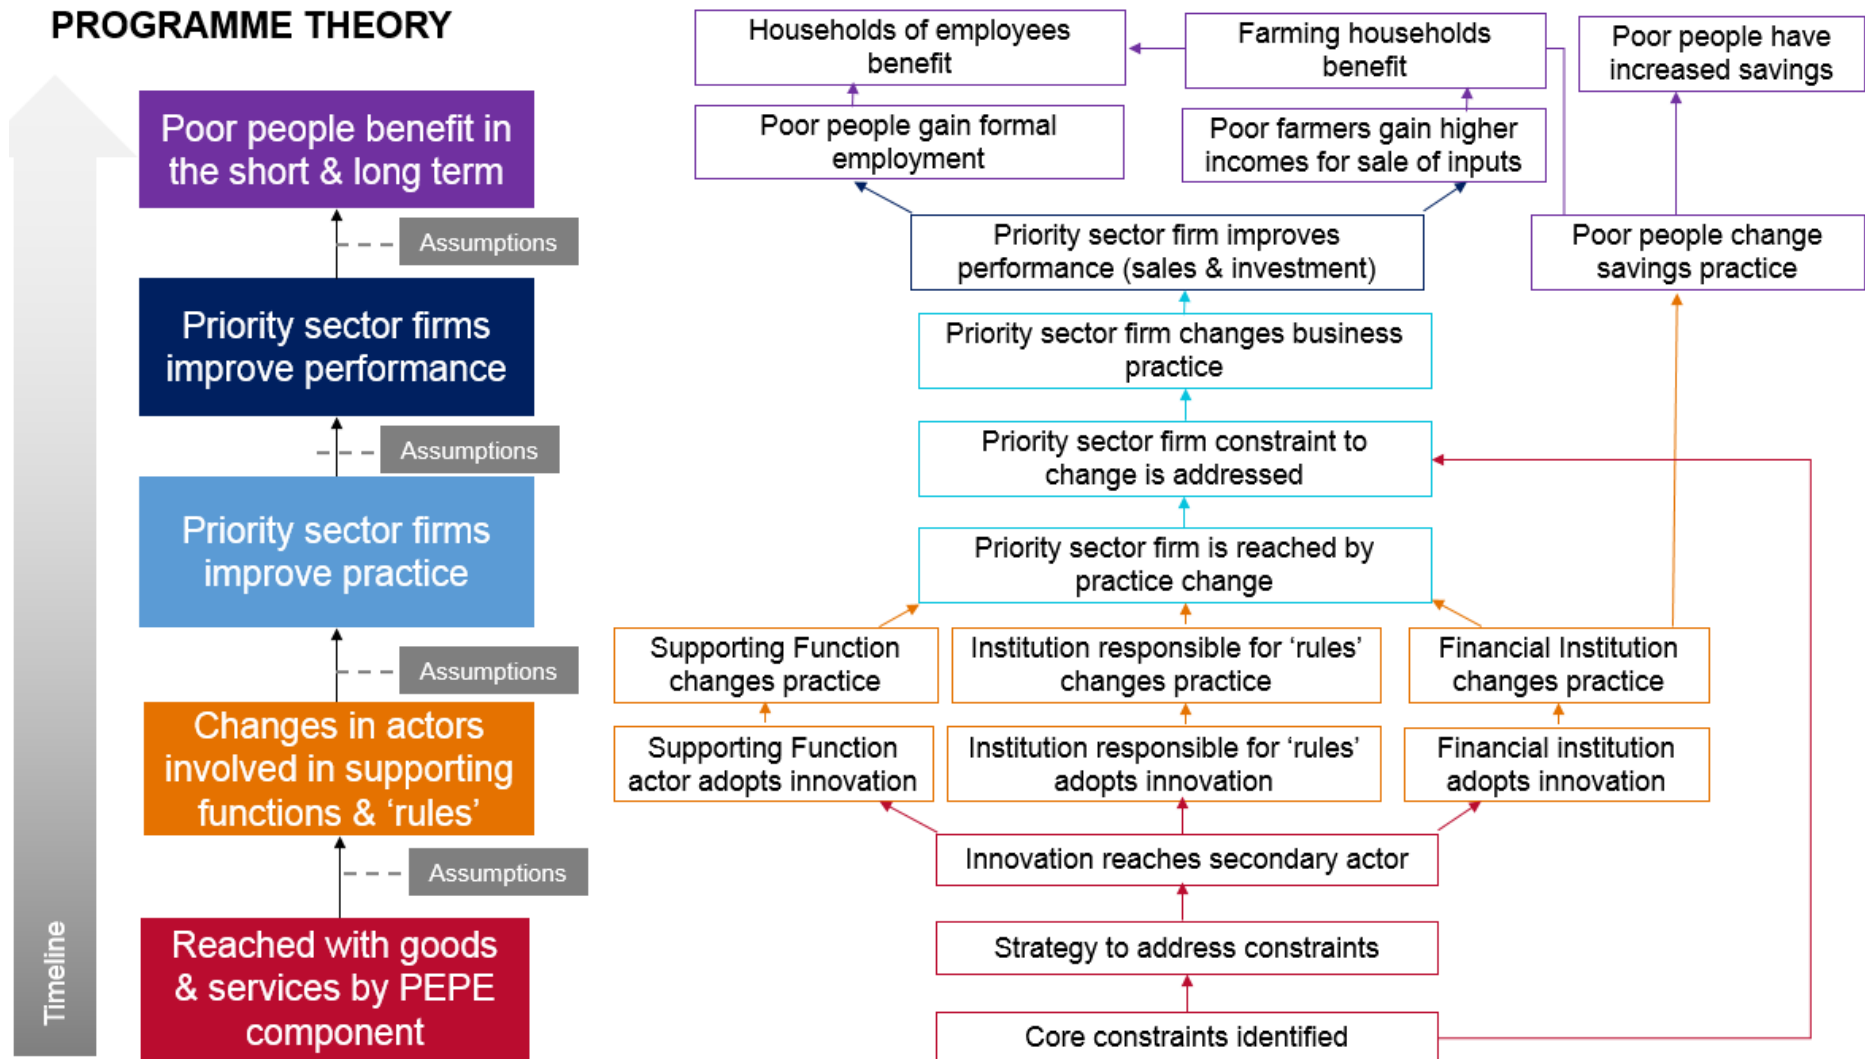 PROGRAMME THEORY
Timeline
Poor people benefit in
the short & long term
Assumptions
Priority sector firms
improve performance
Assumptions
Priority sector firms
improve practice
Assumptions
Changes in actors
involved in supporting
functions & ‘rules’
Assumptions
Reached with goods
& services by PEPE
component
Households of employees
benefit
Farming households
benefit
Poor people have
increased savings
Poor people gain formal
employment
Poor farmers gain higher
incomes for sale of inputs
Priority sector firm improves
performance (sales & investment)
Poor people change
savings practice
Priority sector firm changes business
practice
Priority sector firm constraint to
change is addressed
Priority sector firm is reached by
practice change
Supporting Function
changes practice
Institution responsible for ‘rules’
changes practice
Financial Institution
changes practice
Supporting Function
actor adopts innovation
Institution responsible for ‘rules’
adopts innovation
Financial institution
adopts innovation
Innovation reaches secondary actor
Strategy to address constraints
Core constraints identified